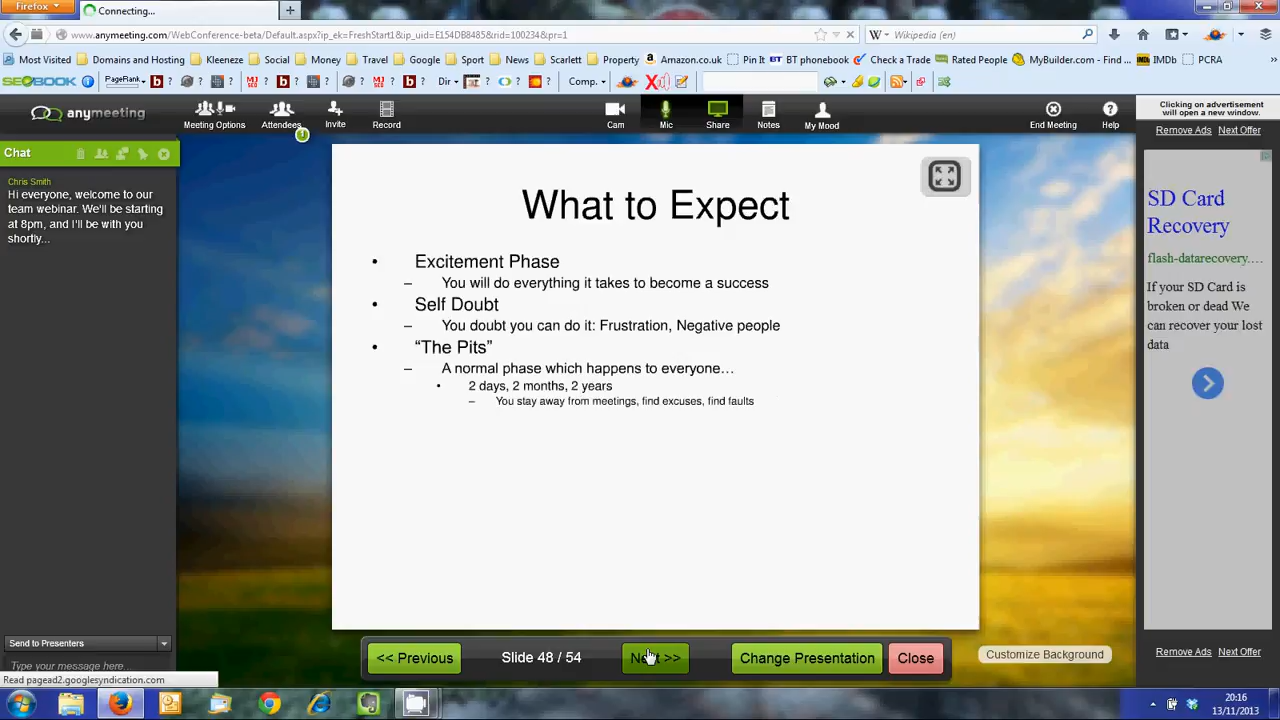 Firefox
Connecting...
www.anymeeting.com/WebConference-beta/Default.aspx?ip_ek=FreshStart1&ip_uid=E154DB8485&rid=100234&pr=1
Wikipedia (en)
Most Visited Domains and Hosting Kleeneze Social Money Travel Google Sport News Scarlett Property Amazon.co.uk Pin It BT phonebook Check a Trade Rated People MyBuilder.com - Find ... IMDb PCRA
SEOBOOK PageRank Dir Comp.
anymeeting
Meeting Options Attendees Invite Record Cam Mic Share Notes My Mood End Meeting Help
1
Clicking on advertisement
will open a new window.
Remove Ads Next Offer
Chat
Chris Smith
Hi everyone, welcome to our
team webinar. We'll be starting
at 8pm, and I'll be with you
shortly...
What to Expect
• Excitement Phase
– You will do everything it takes to become a success
• Self Doubt
– You doubt you can do it: Frustration, Negative people
• “The Pits”
– A normal phase which happens to everyone…
• 2 days, 2 months, 2 years
– You stay away from meetings, find excuses, find faults
SD Card
Recovery
flash-datarecovery....
If your SD Card is
broken or dead We
can recover your lost
data
Send to Presenters
Type your message here...
Read pagead2.googlesyndication.com
<< Previous
Slide 48 / 54
Next >>
Change Presentation
Close
Customize Background
Remove Ads Next Offer
20:16
13/11/2013